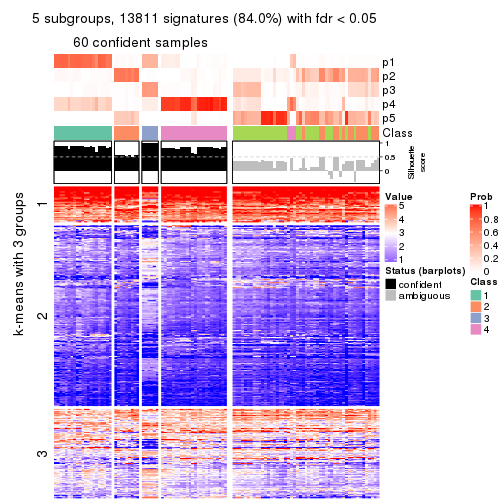 5 subgroups, 13811 signatures (84.0%) with fdr < 0.05
60 confident samples
p1
p2
p3
p4
p5
Class
1
0.5
0
Silhouette
score
k-means with 3 groups
1
2
3
Value
5
4
3
2
1
Status (barplots)
confident
ambiguous
Prob
1
0.8
0.6
0.4
0.2
0
Class
1
2
3
4